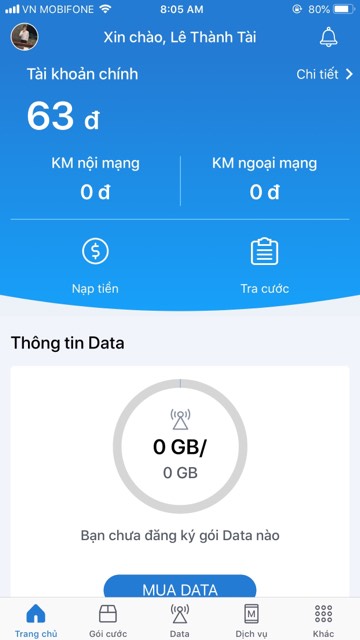 VN MOBIFONE 8:05 AM 80%
Xin chào, Lê Thành Tài
Tài khoản chính Chi tiết
63 đ
KM nội mạng KM ngoại mạng
0 đ 0 đ
Nạp tiền Tra cước
Thông tin Data
0 GB/
0 GB
Bạn chưa đăng ký gói Data nào
MUA DATA
M
Trang chủ Gói cước Data Dịch vụ Khác